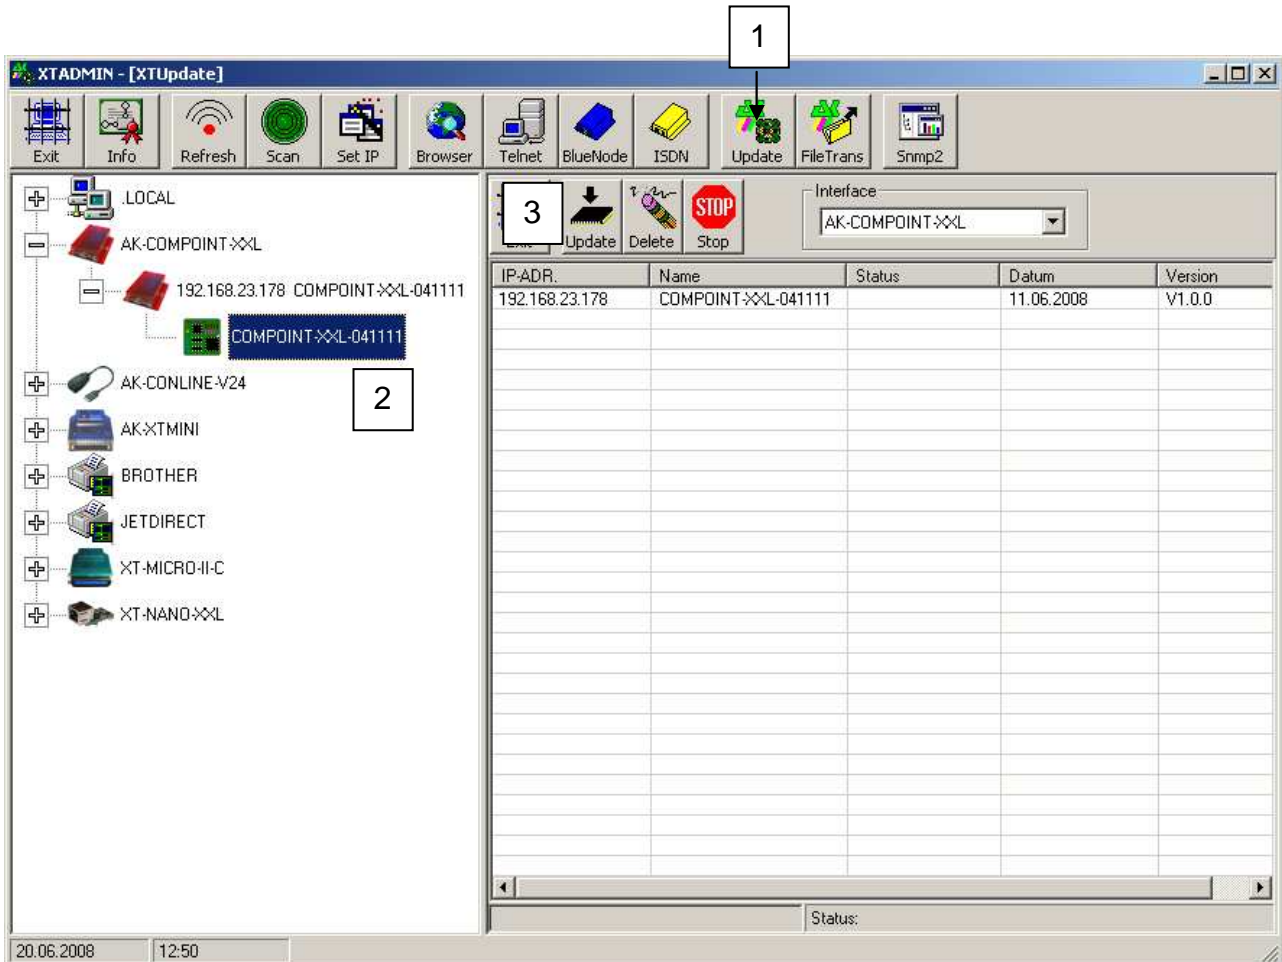 1
XTADMIN - [XTUpdate]
Exit Info Refresh Scan Set IP Browser Telnet BlueNode ISDN Update FileTrans Snmp2
.LOCAL
AK-COMPOINT-XXL
192.168.23.178 COMPOINT-XXL-041111
COMPOINT-XXL-041111
2
AK-CONLINE-V24
AK-XTMINI
BROTHER
JETDIRECT
XT-MICRO-II-C
XT-NANO-XXL
3
Exit Update Delete STOP Stop
Interface
AK-COMPOINT-XXL
IP-ADR. Name Status Datum Version
192.168.23.178 COMPOINT-XXL-041111 11.06.2008 V1.0.0
Status:
20.06.2008 12:50